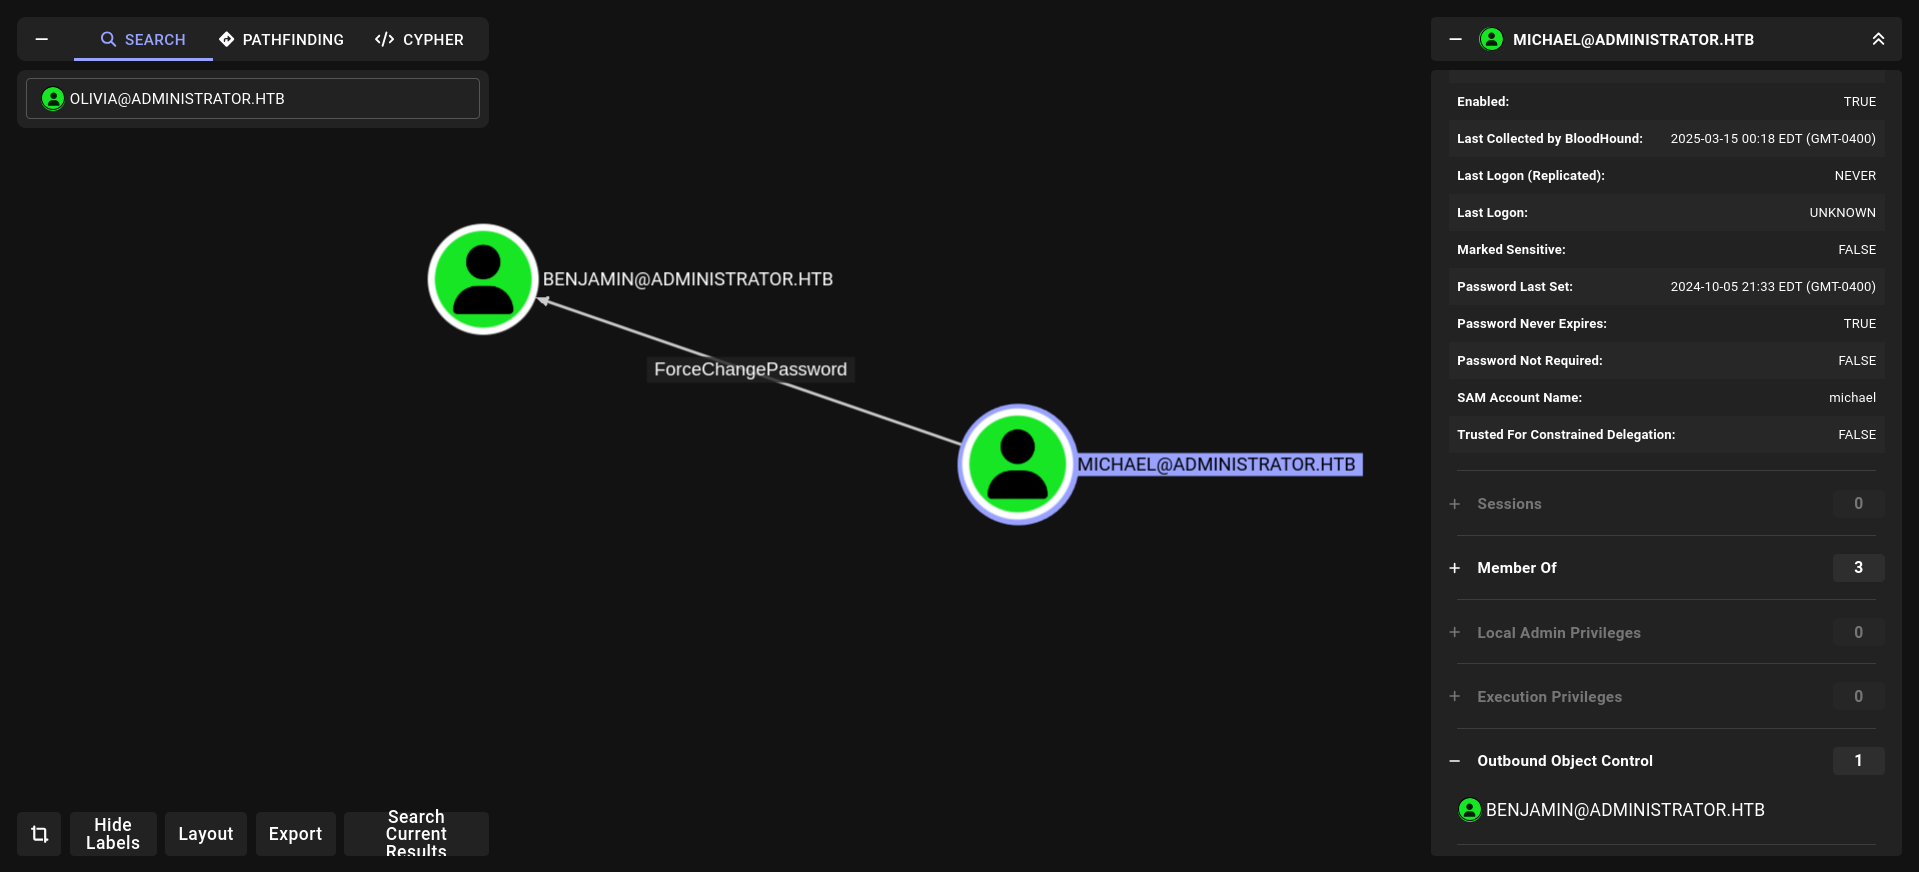 SEARCH
PATHFINDING
CYPHER
OLIVIA@ADMINISTRATOR.HTB
BENJAMIN@ADMINISTRATOR.HTB
ForceChangePassword
MICHAEL@ADMINISTRATOR.HTB
Hide
Labels
Layout
Export
Search
Current
Results
MICHAEL@ADMINISTRATOR.HTB
Enabled: TRUE
Last Collected by BloodHound: 2025-03-15 00:18 EDT (GMT-0400)
Last Logon (Replicated): NEVER
Last Logon: UNKNOWN
Marked Sensitive: FALSE
Password Last Set: 2024-10-05 21:33 EDT (GMT-0400)
Password Never Expires: TRUE
Password Not Required: FALSE
SAM Account Name: michael
Trusted For Constrained Delegation: FALSE
Sessions 0
Member Of 3
Local Admin Privileges 0
Execution Privileges 0
Outbound Object Control 1
BENJAMIN@ADMINISTRATOR.HTB